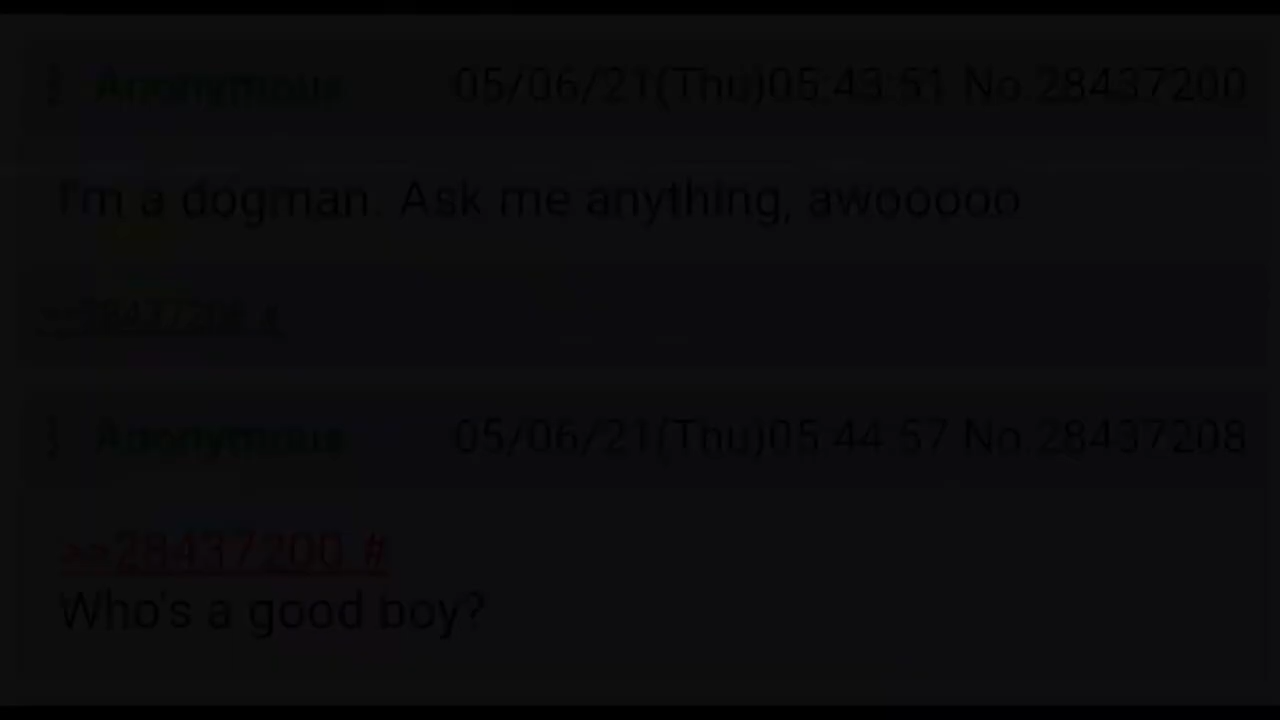 Anonymous 05/06/21(Thu)05:43:51 No.28437200
I'm a dogman. Ask me anything, awooooo
>>28437208 #
Anonymous 05/06/21(Thu)05:44:57 No.28437208
>>28437200 #
Who's a good boy?